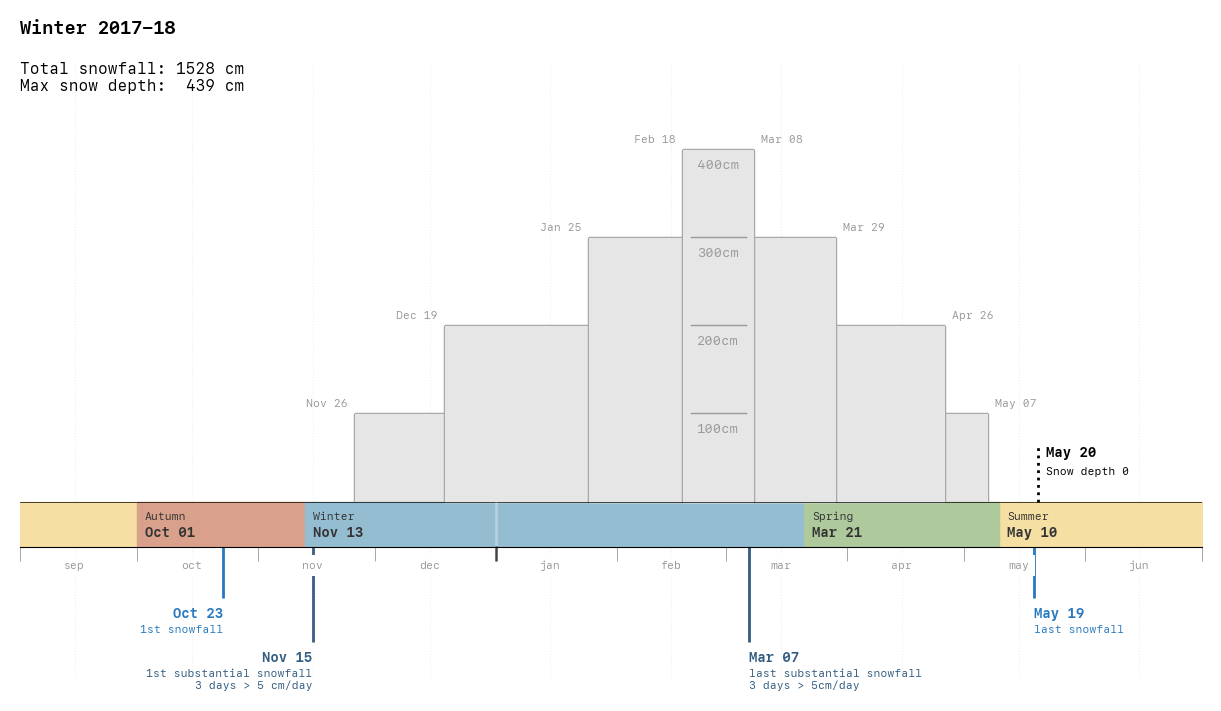 Winter 2017–18
Total snowfall: 1528 cm
Max snow depth: 439 cm
Feb 18
Mar 08
400cm
Jan 25
Mar 29
300cm
Dec 19
Apr 26
200cm
Nov 26
May 07
100cm
May 20
Snow depth 0
Autumn
Oct 01
Winter
Nov 13
Spring
Mar 21
Summer
May 10
sep
oct
nov
dec
jan
feb
mar
apr
may
jun
Oct 23
1st snowfall
May 19
last snowfall
Nov 15
1st substantial snowfall
3 days > 5 cm/day
Mar 07
last substantial snowfall
3 days > 5cm/day